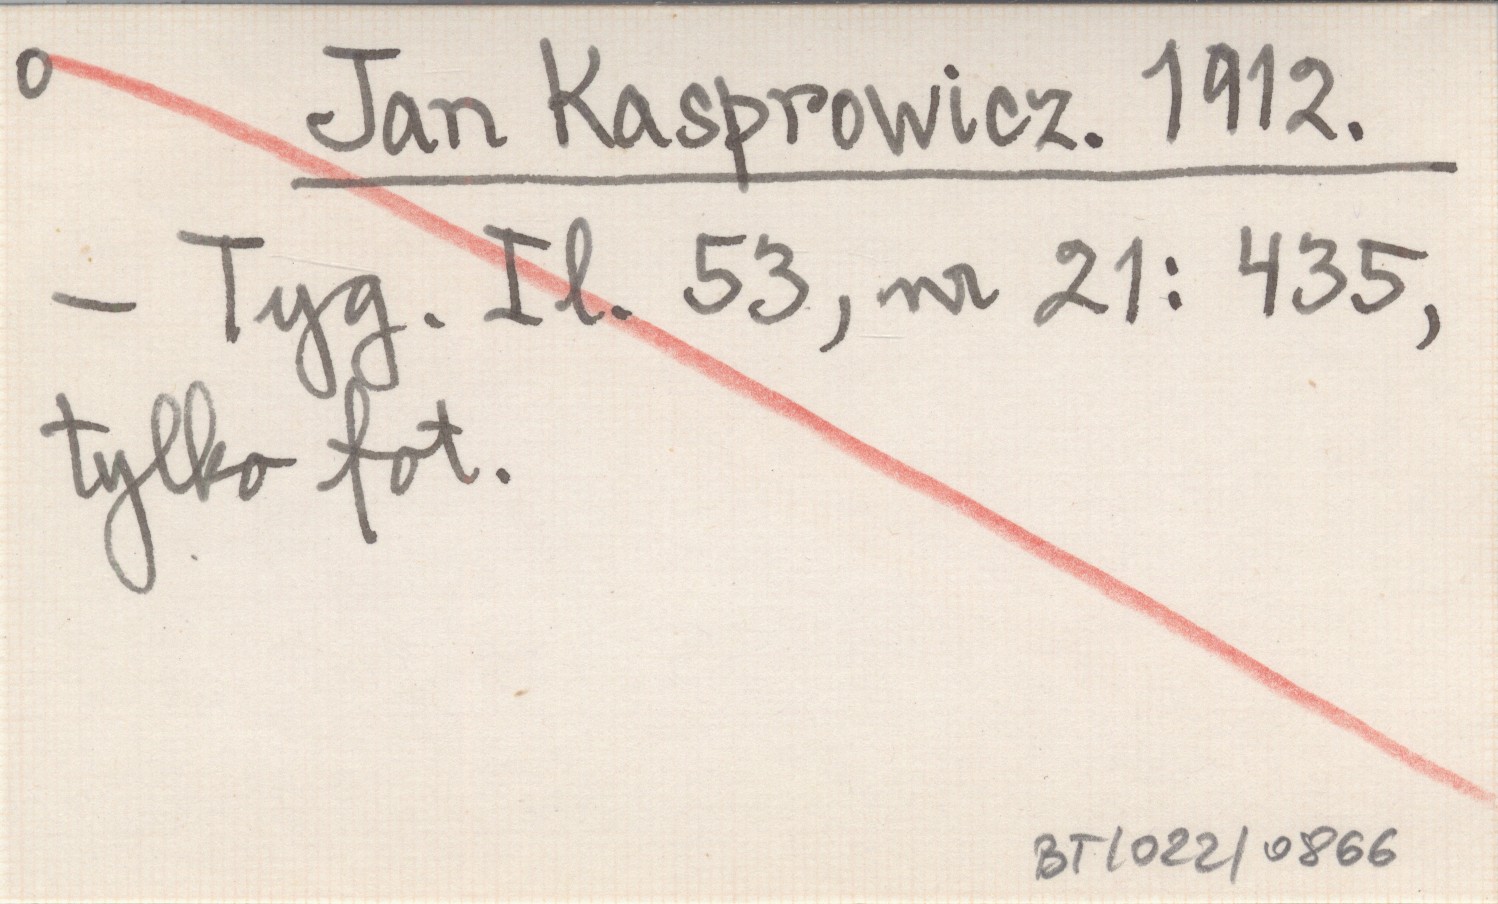 o Jan Kasprowicz. 1912.
- Tyg. Il. 53, nr 21: 435,
tylko fot.
BT/022/0866